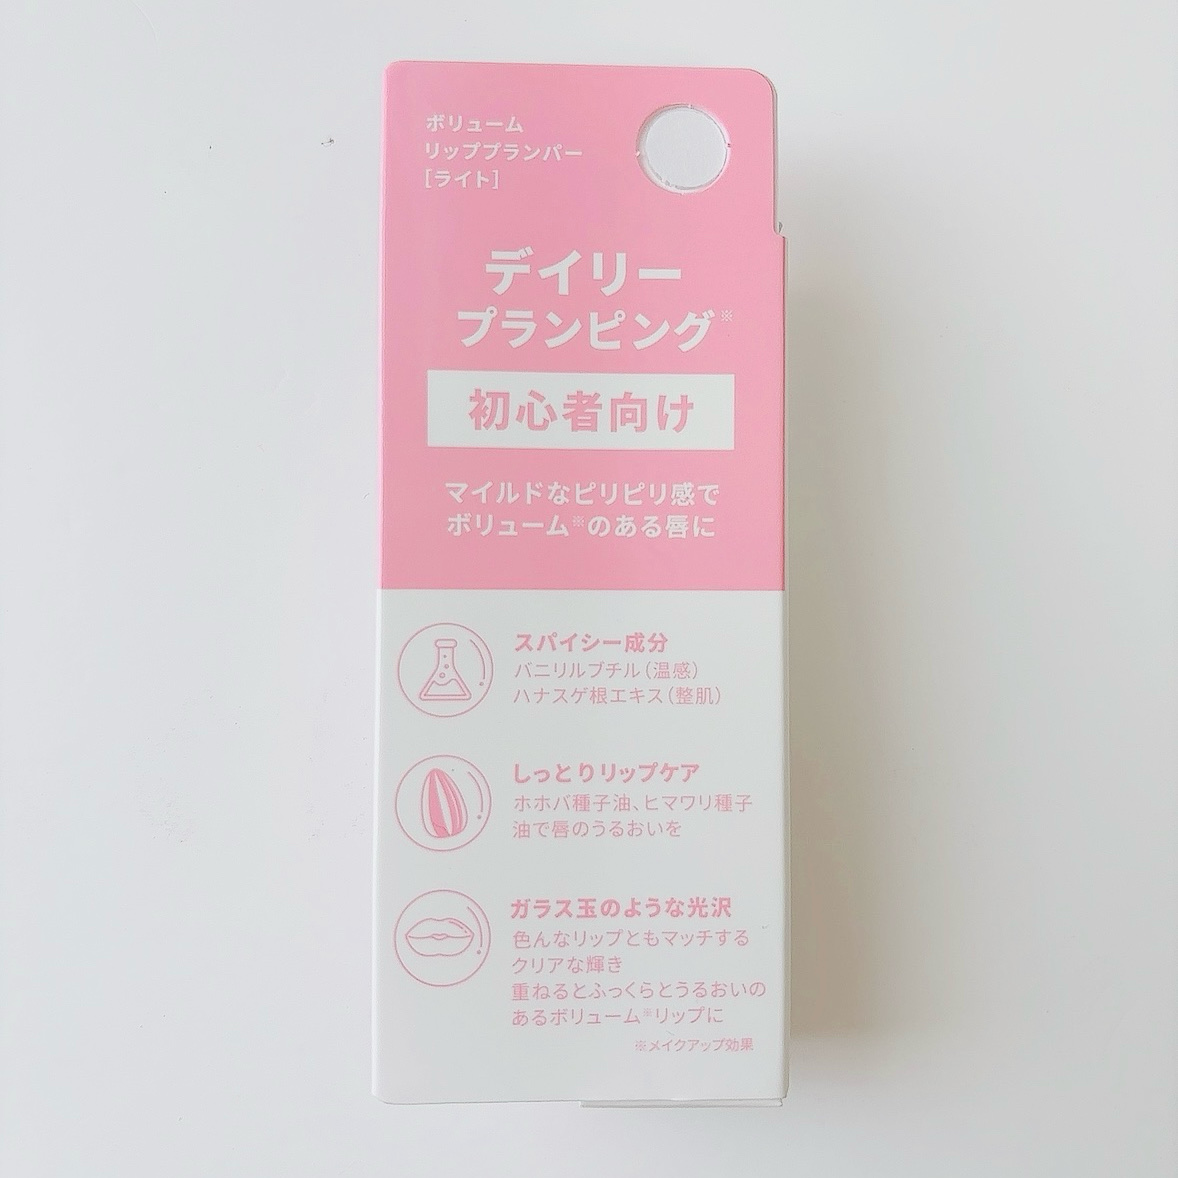 ボリューム
リッププランパー
[ライト]
デイリー
プランピング※
初心者向け
マイルドなピリピリ感で
ボリューム※のある唇に
スパイシー成分
バニリルブチル(温感)
ハナスゲ根エキス(整肌)
しっとりリップケア
ホホバ種子油、ヒマワリ種子
油で唇のうるおいを
ガラス玉のような光沢
色んなリップともマッチする
クリアな輝き
重ねるとふっくらとうるおいの
あるボリューム※リップに
※メイクアップ効果